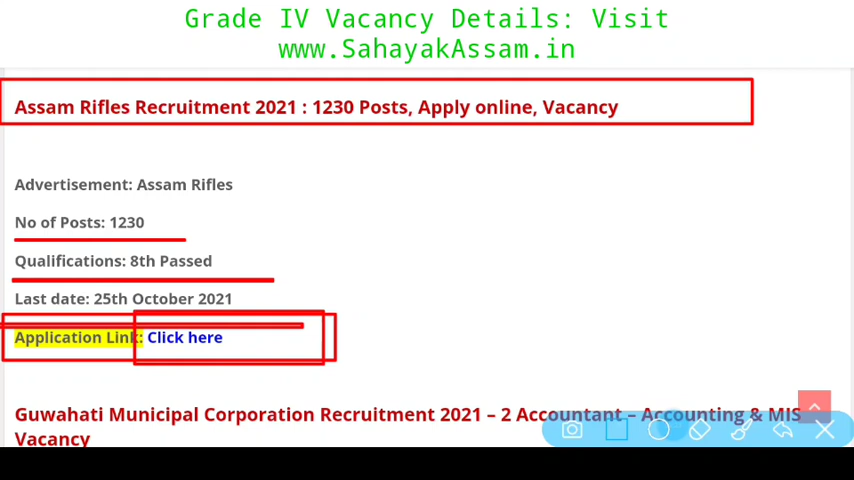 Grade IV Vacancy Details: Visit
www.SahayakAssam.in
Assam Rifles Recruitment 2021 : 1230 Posts, Apply online, Vacancy
Advertisement: Assam Rifles
No of Posts: 1230
Qualifications: 8th Passed
Last date: 25th October 2021
Application Link: Click here
Guwahati Municipal Corporation Recruitment 2021 – 2 Accountant – Accounting & MIS
Vacancy